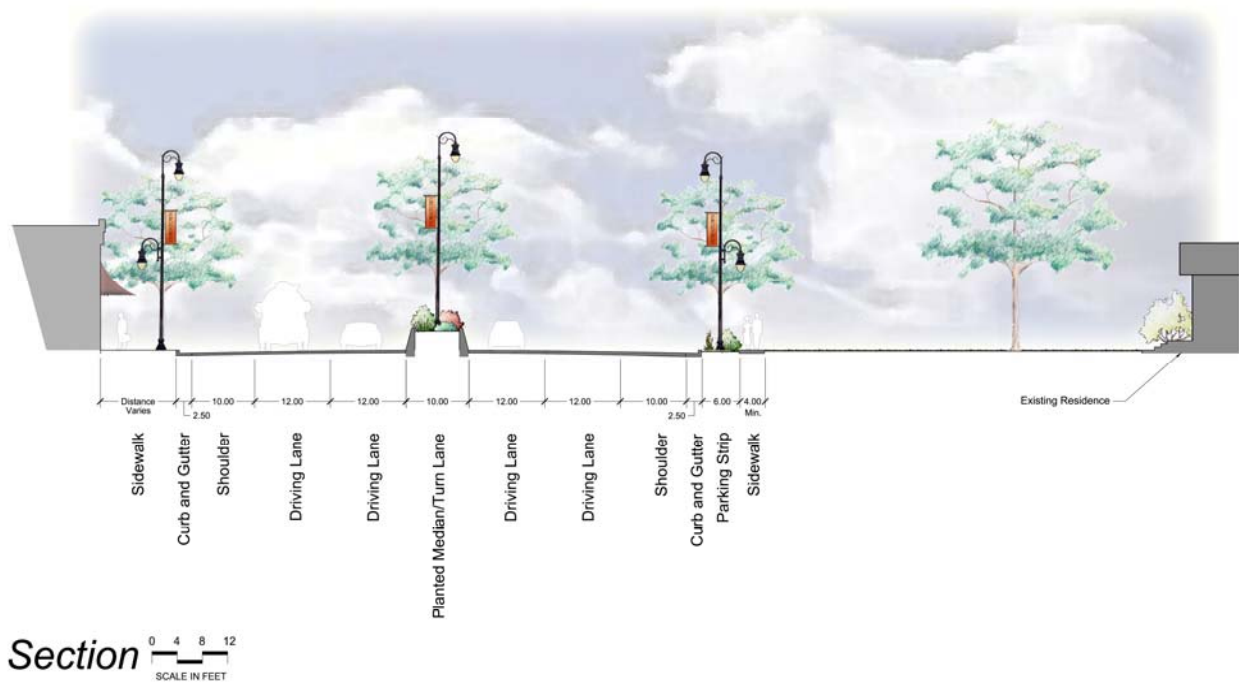 Distance
Varies
2.50
10.00
12.00
12.00
10.00
12.00
12.00
10.00
2.50
6.00
4.00
Min.
Existing Residence
Sidewalk
Curb and Gutter
Shoulder
Driving Lane
Driving Lane
Planted Median/Turn Lane
Driving Lane
Driving Lane
Shoulder
Curb and Gutter
Parking Strip
Sidewalk
Section
0 4 8 12
SCALE IN FEET